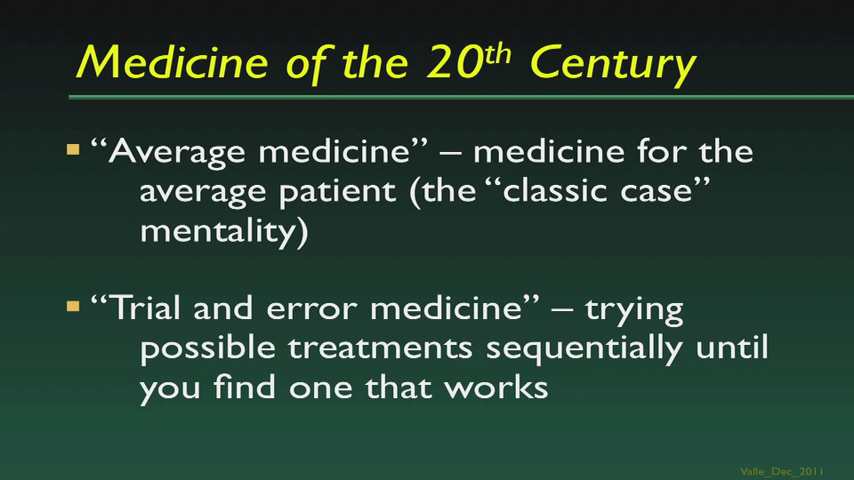 Medicine of the 20th Century
“Average medicine” – medicine for the
average patient (the “classic case”
mentality)
“Trial and error medicine” – trying
possible treatments sequentially until
you find one that works
Valle_Dec_2011